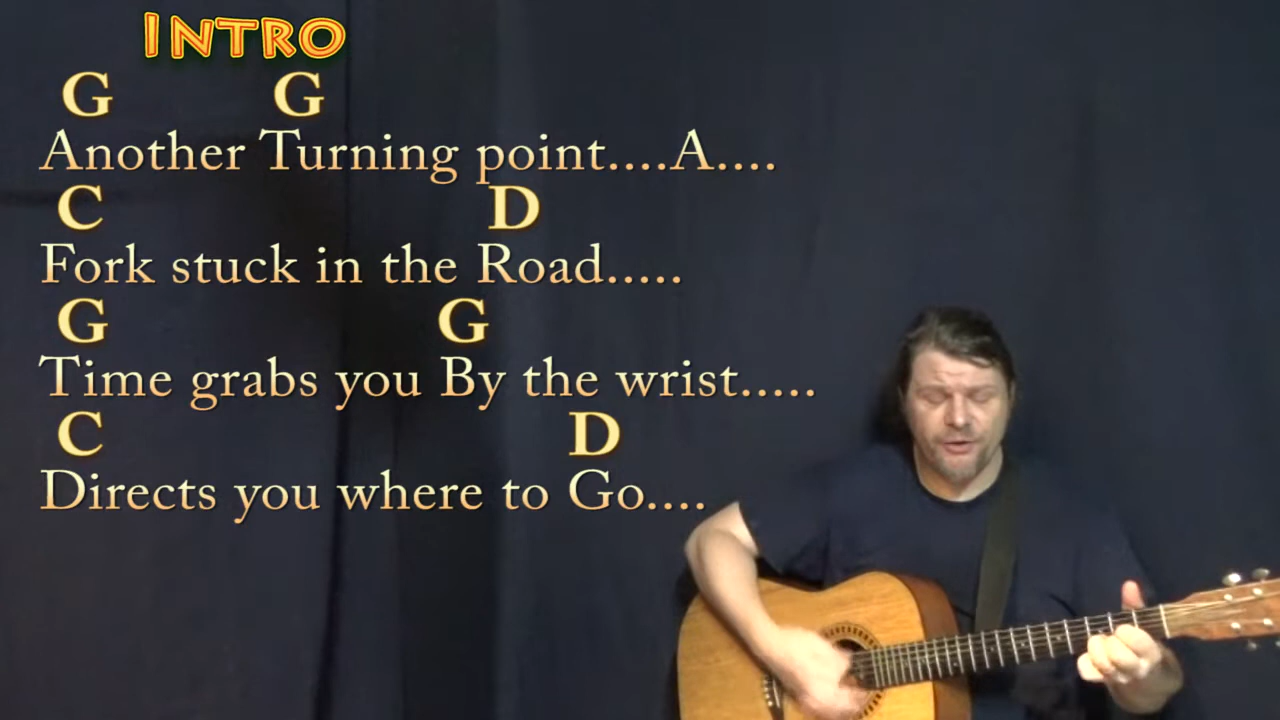 INTRO
G G
Another Turning point....A....
C D
Fork stuck in the Road.....
G G
Time grabs you By the wrist.....
C D
Directs you where to Go....